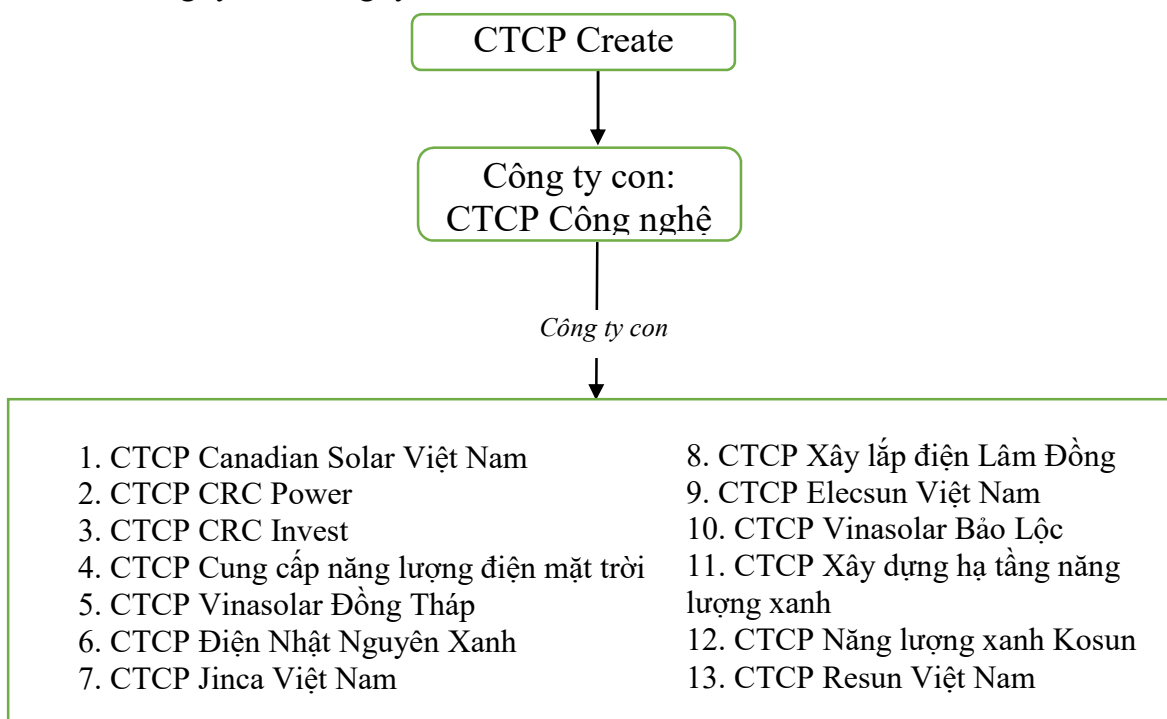 CTCP Create
Công ty con:
CTCP Công nghệ
Công ty con
1. CTCP Canadian Solar Việt Nam
2. CTCP CRC Power
3. CTCP CRC Invest
4. CTCP Cung cấp năng lượng điện mặt trời
5. CTCP Vinasolar Đồng Tháp
6. CTCP Điện Nhật Nguyên Xanh
7. CTCP Jinca Việt Nam
8. CTCP Xây lắp điện Lâm Đồng
9. CTCP Elecsun Việt Nam
10. CTCP Vinasolar Bảo Lộc
11. CTCP Xây dựng hạ tầng năng
lượng xanh
12. CTCP Năng lượng xanh Kosun
13. CTCP Resun Việt Nam